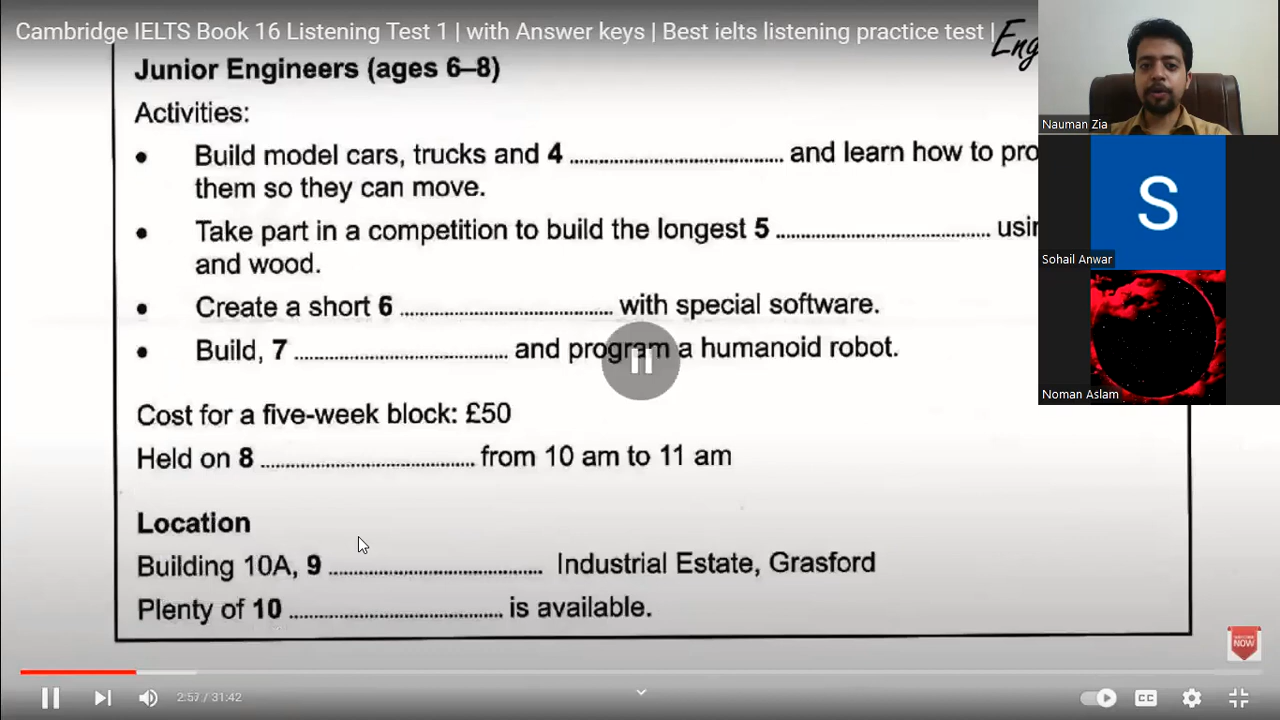 Cambridge IELTS Book 16 Listening Test 1 | with Answer keys | Best ielts listening practice test |
Eng
Junior Engineers (ages 6–8)
Activities:
• Build model cars, trucks and 4 ........................................ and learn how to pro
them so they can move.
• Take part in a competition to build the longest 5 ........................................ usin
and wood.
• Create a short 6 ........................................ with special software.
• Build, 7 ........................................ and program a humanoid robot.
Cost for a five-week block: £50
Held on 8 ........................................ from 10 am to 11 am
Location
Building 10A, 9 ........................................ Industrial Estate, Grasford
Plenty of 10 ........................................ is available.
Nauman Zia
S
Sohail Anwar
Noman Aslam
NOW
2:57 / 31:42
CC